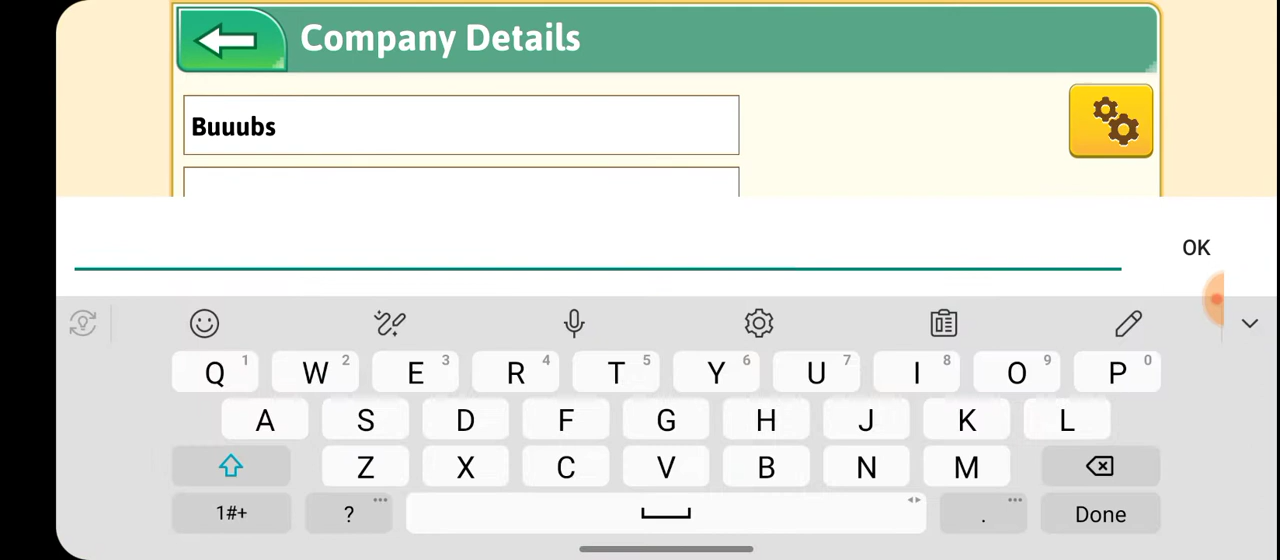 Company Details
Buuubs
OK
Q 1 W 2 E 3 R 4 T 5 Y 6 U 7 I 8 O 9 P 0
A S D F G H J K L
Z X C V B N M
1#+ ? ... . ... Done